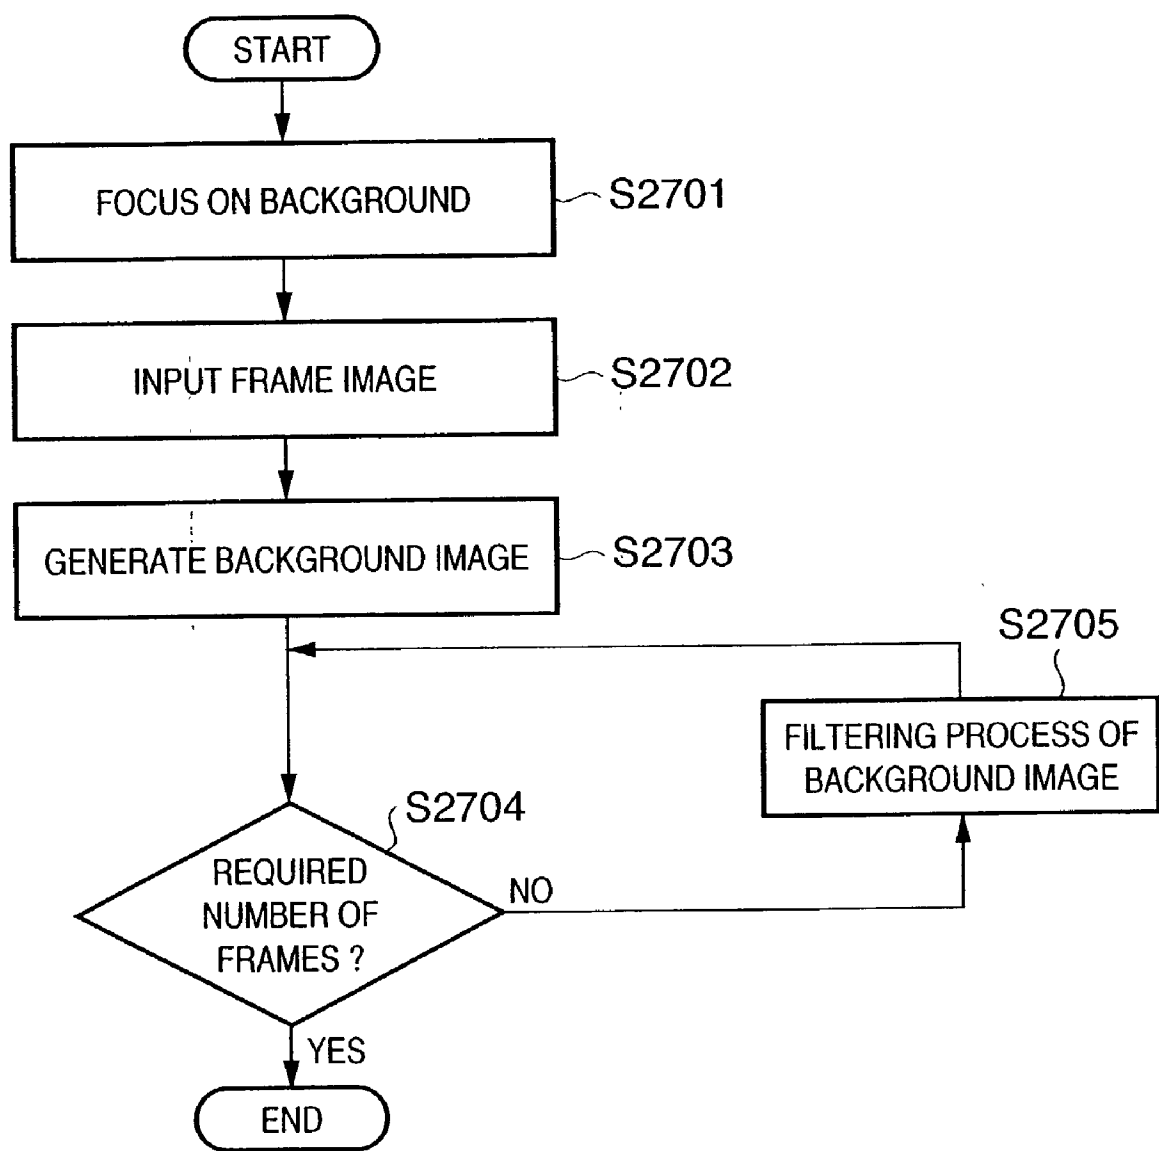 START
FOCUS ON BACKGROUND
S2701
INPUT FRAME IMAGE
S2702
GENERATE BACKGROUND IMAGE
S2703
S2705
FILTERING PROCESS OF
BACKGROUND IMAGE
S2704
REQUIRED
NUMBER OF
FRAMES ?
NO
YES
END